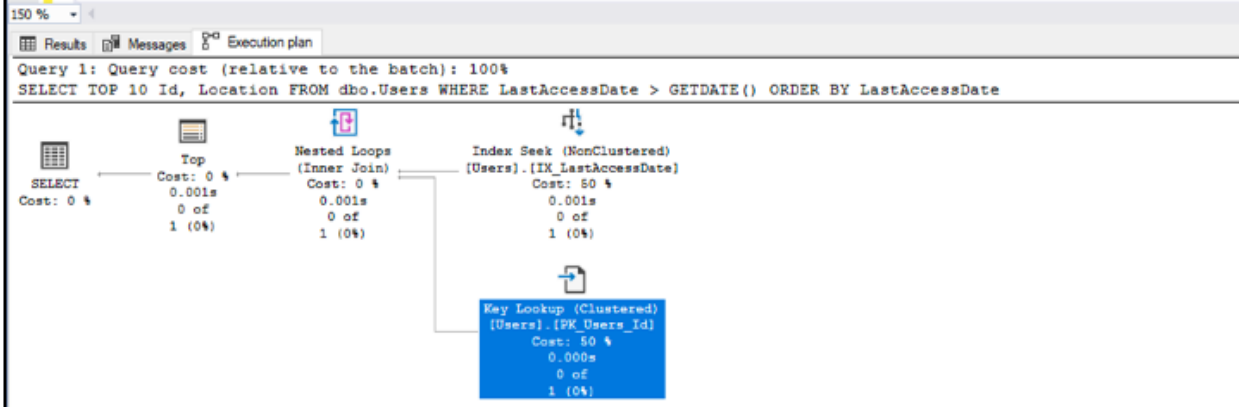 150 %
Results Messages Execution plan
Query 1: Query cost (relative to the batch): 100%
SELECT TOP 10 Id, Location FROM dbo.Users WHERE LastAccessDate > GETDATE() ORDER BY LastAccessDate
SELECT
Cost: 0 %
Top
Cost: 0 %
0.001s
0 of
1 (0%)
Nested Loops
(Inner Join)
Cost: 0 %
0.001s
0 of
1 (0%)
Index Seek (NonClustered)
[Users].[IX_LastAccessDate]
Cost: 50 %
0.001s
0 of
1 (0%)
Key Lookup (Clustered)
[Users].[PK_Users_Id]
Cost: 50 %
0.000s
0 of
1 (0%)